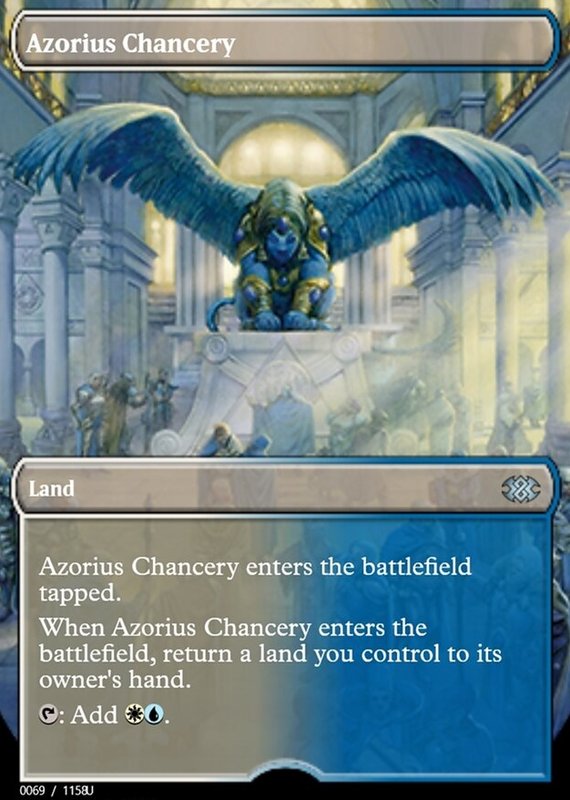 Azorius Chancery
Land
Azorius Chancery enters the battlefield
tapped.
When Azorius Chancery enters the
battlefield, return a land you control to its
owner's hand.
: Add .
0069 / 1158U